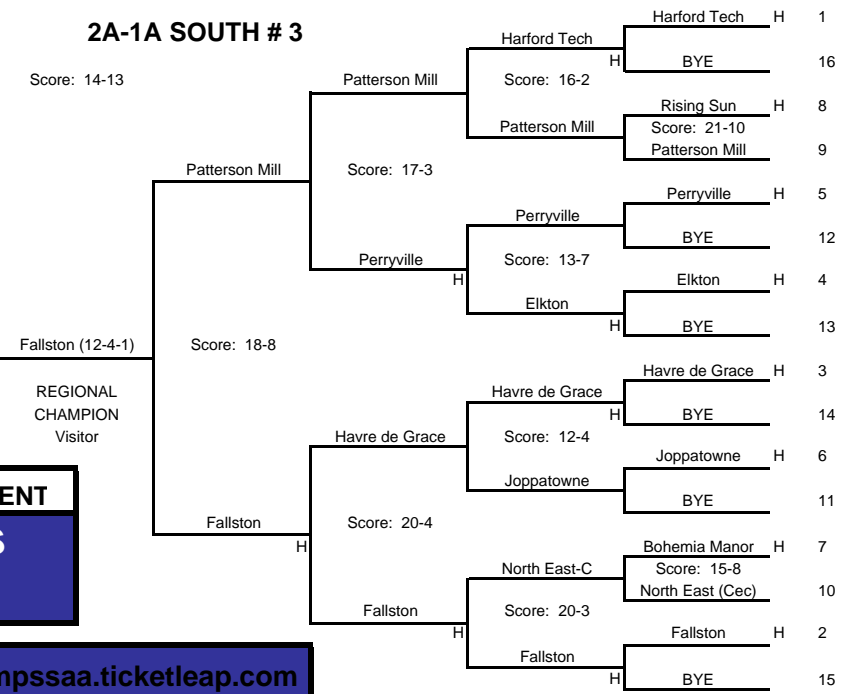 2A-1A SOUTH # 3
Harford Tech H 1
Harford Tech
H BYE 16
Score: 14-13
Patterson Mill
Score: 16-2
Rising Sun H 8
Patterson Mill
Score: 21-10
Patterson Mill 9
Patterson Mill
Score: 17-3
Perryville H 5
Perryville
BYE 12
Perryville
H
Score: 13-7
Elkton H 4
Elkton
H BYE 13
Fallston (12-4-1)
Score: 18-8
REGIONAL
CHAMPION
Visitor
Havre de Grace H 3
Havre de Grace
H BYE 14
Havre de Grace
Score: 12-4
Joppatowne H 6
Joppatowne
BYE 11
ENT
S
Fallston
H
Score: 20-4
Bohemia Manor H 7
North East-C
Score: 15-8
North East (Cec) 10
Fallston
H
Score: 20-3
Fallston H 2
Fallston
H BYE 15
mpssaa.ticketleap.com